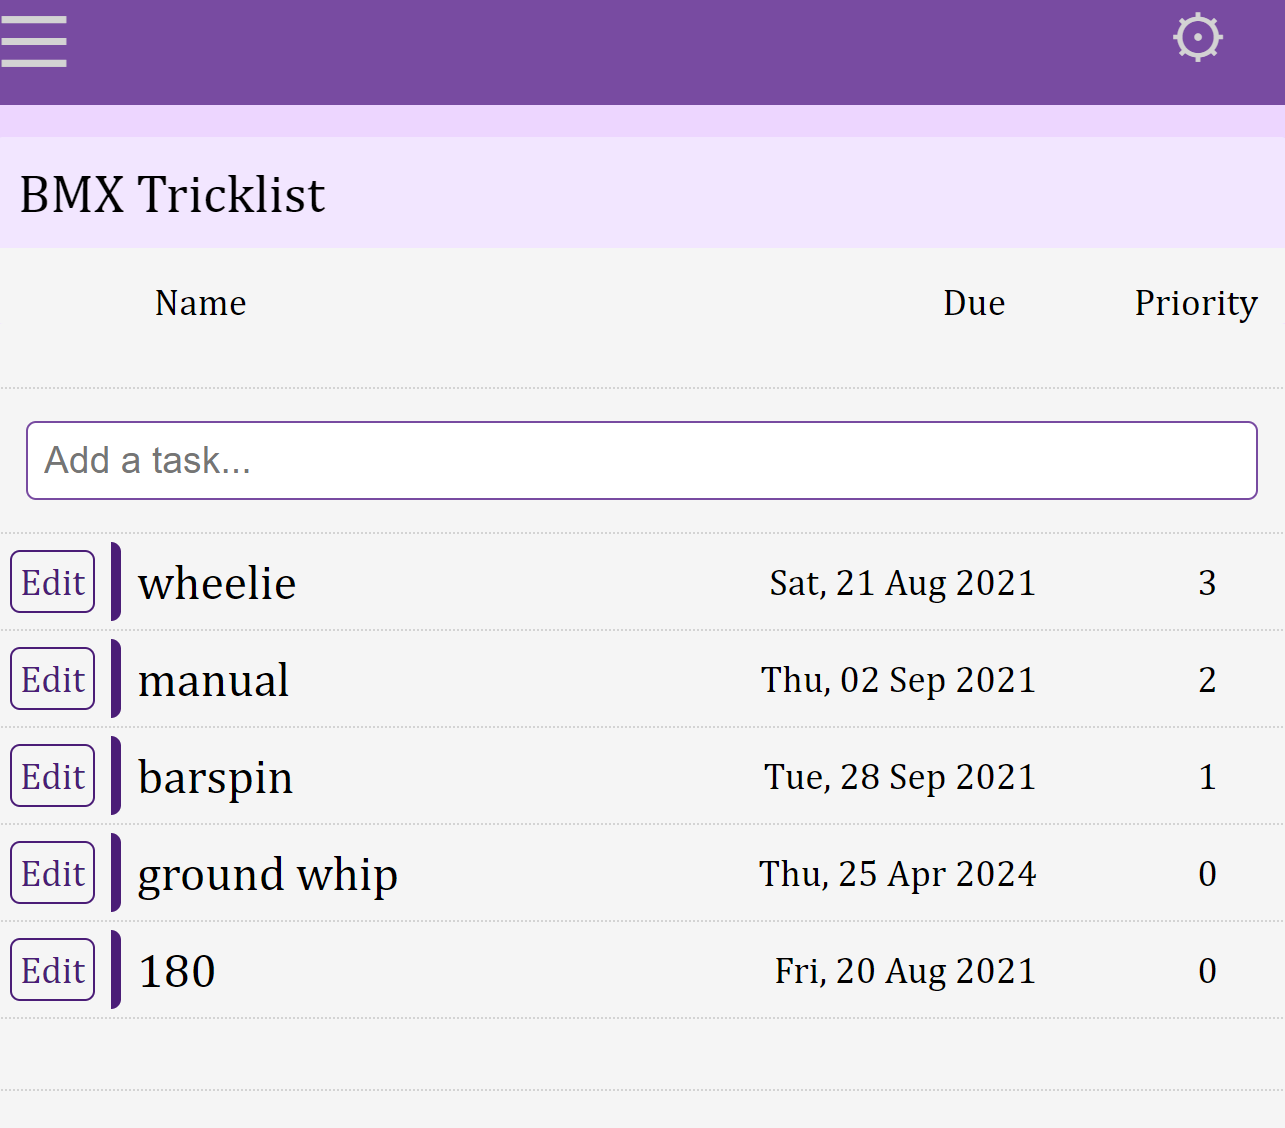 BMX Tricklist
Name Due Priority
Add a task...
Edit wheelie Sat, 21 Aug 2021 3
Edit manual Thu, 02 Sep 2021 2
Edit barspin Tue, 28 Sep 2021 1
Edit ground whip Thu, 25 Apr 2024 0
Edit 180 Fri, 20 Aug 2021 0